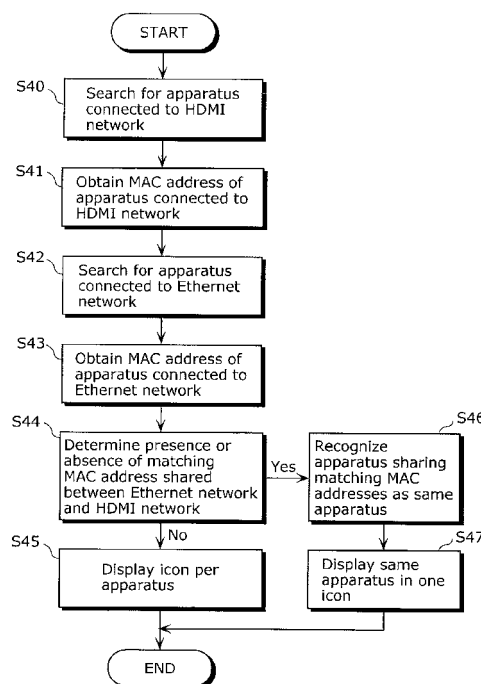 START
S40
Search for apparatus
connected to HDMI
network
S41
Obtain MAC address of
apparatus connected to
HDMI network
S42
Search for apparatus
connected to Ethernet
network
S43
Obtain MAC address of
apparatus connected to
Ethernet network
S44
Determine presence or
absence of matching
MAC address shared
between Ethernet network
and HDMI network
Yes
S46
Recognize
apparatus sharing
matching MAC
addresses as same
apparatus
No
S45
Display icon per
apparatus
S47
Display same
apparatus in one
icon
END